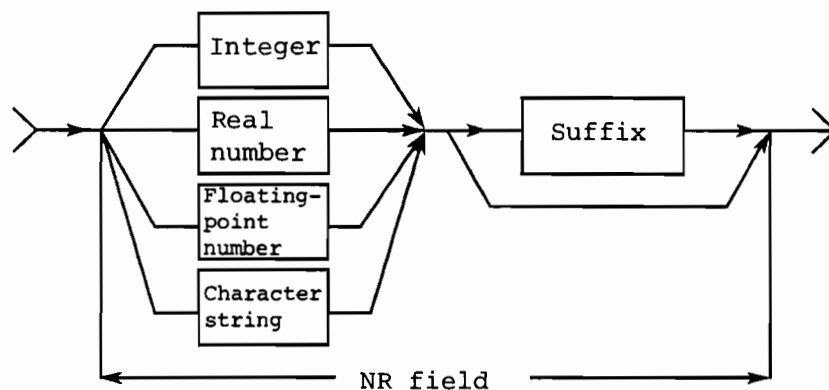 Integer
Real
number
Floating-
point
number
Character
string
Suffix
NR field